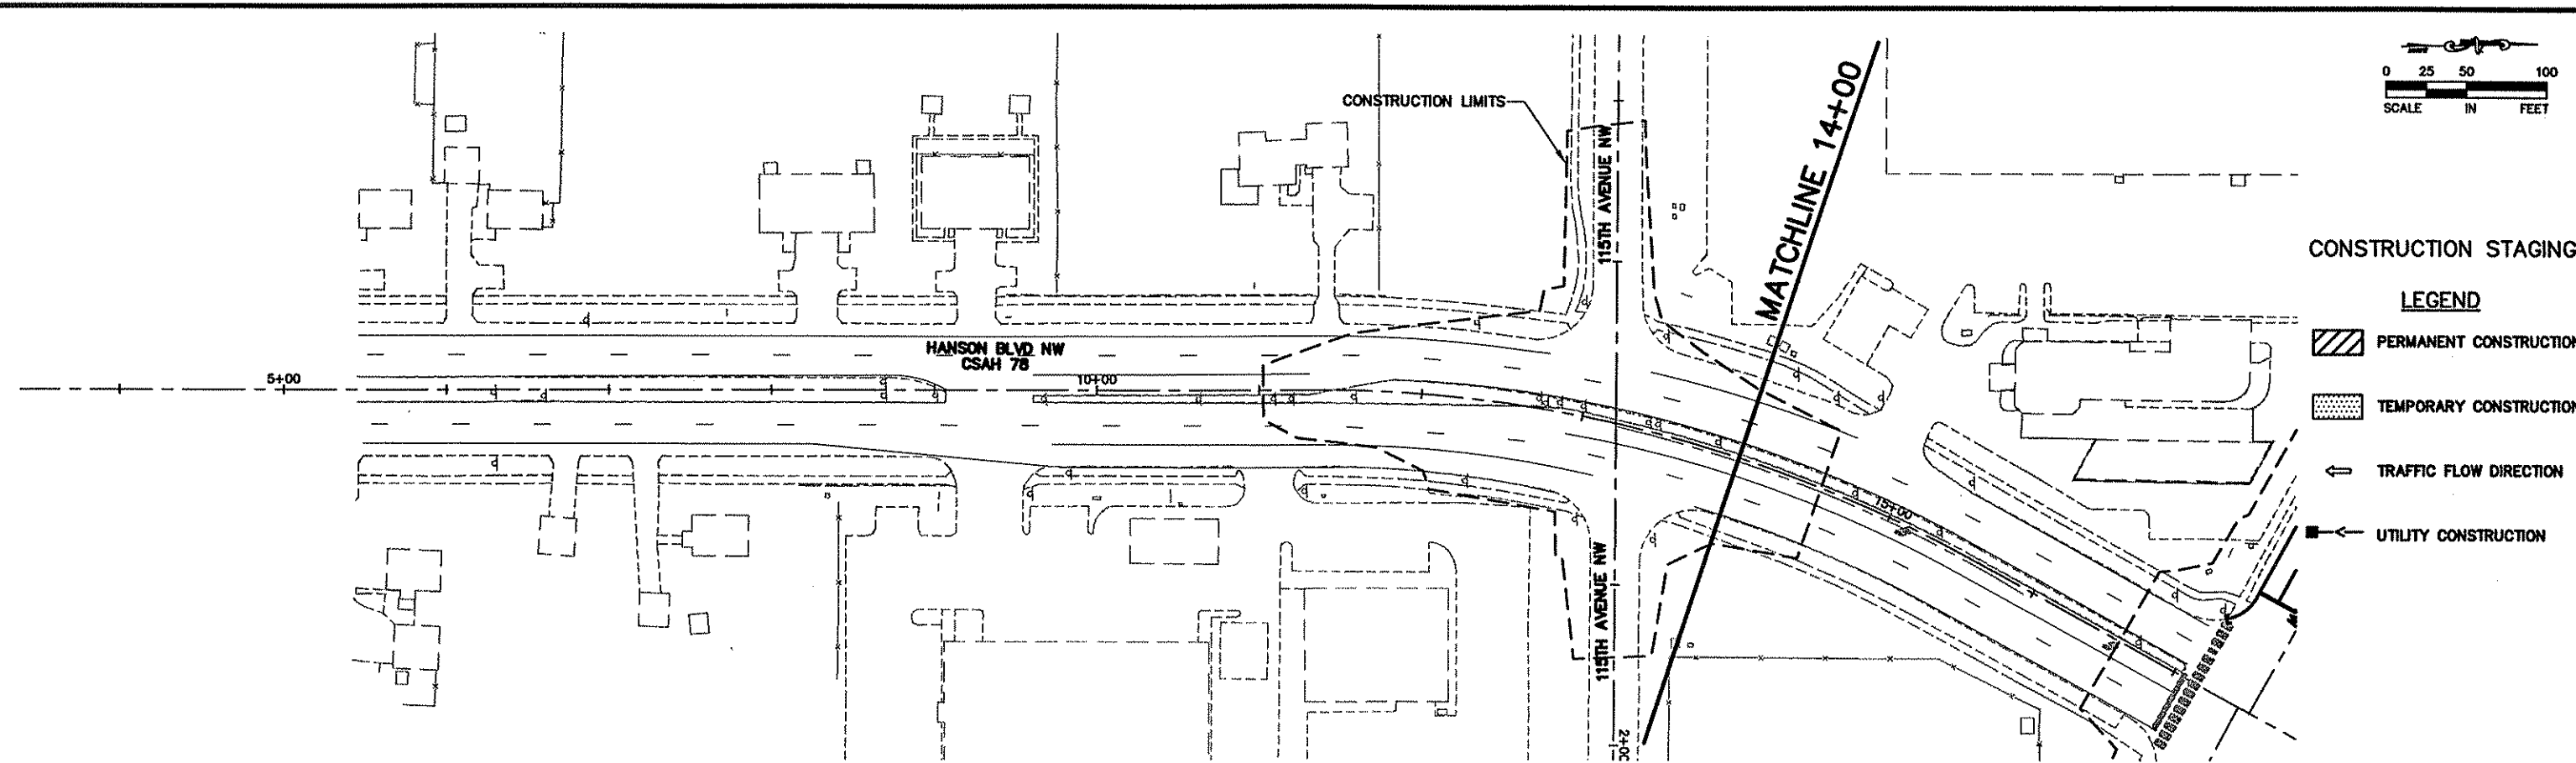 0 25 50 100
SCALE IN FEET
CONSTRUCTION LIMITS
115TH AVENUE NW
MATCHLINE 14+00
CONSTRUCTION STAGING
LEGEND
PERMANENT CONSTRUCTION
TEMPORARY CONSTRUCTION
TRAFFIC FLOW DIRECTION
UTILITY CONSTRUCTION
HANSON BLVD NW
CSAH 78
5+00
10+00
15+00
115TH AVENUE NW
2+00